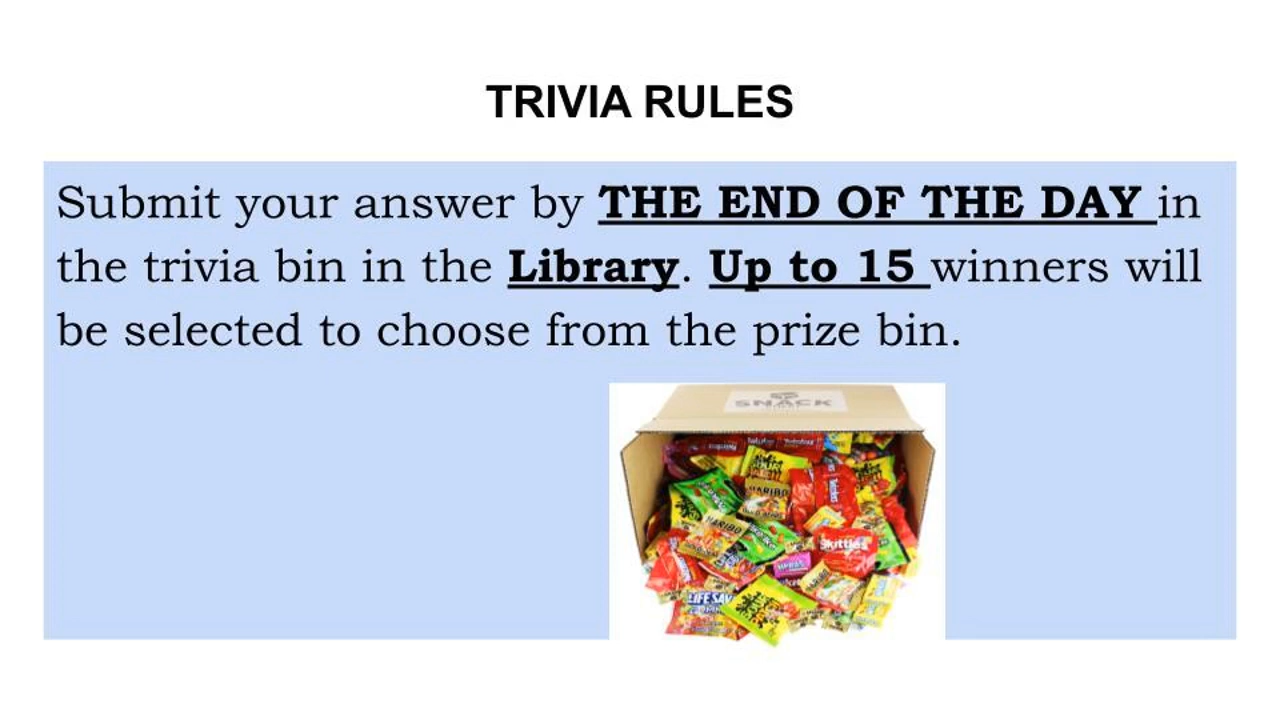 TRIVIA RULES
Submit your answer by THE END OF THE DAY in
the trivia bin in the Library. Up to 15 winners will
be selected to choose from the prize bin.
SNACK
HARIBO
HARIBO
Skittles
LIFE SAV